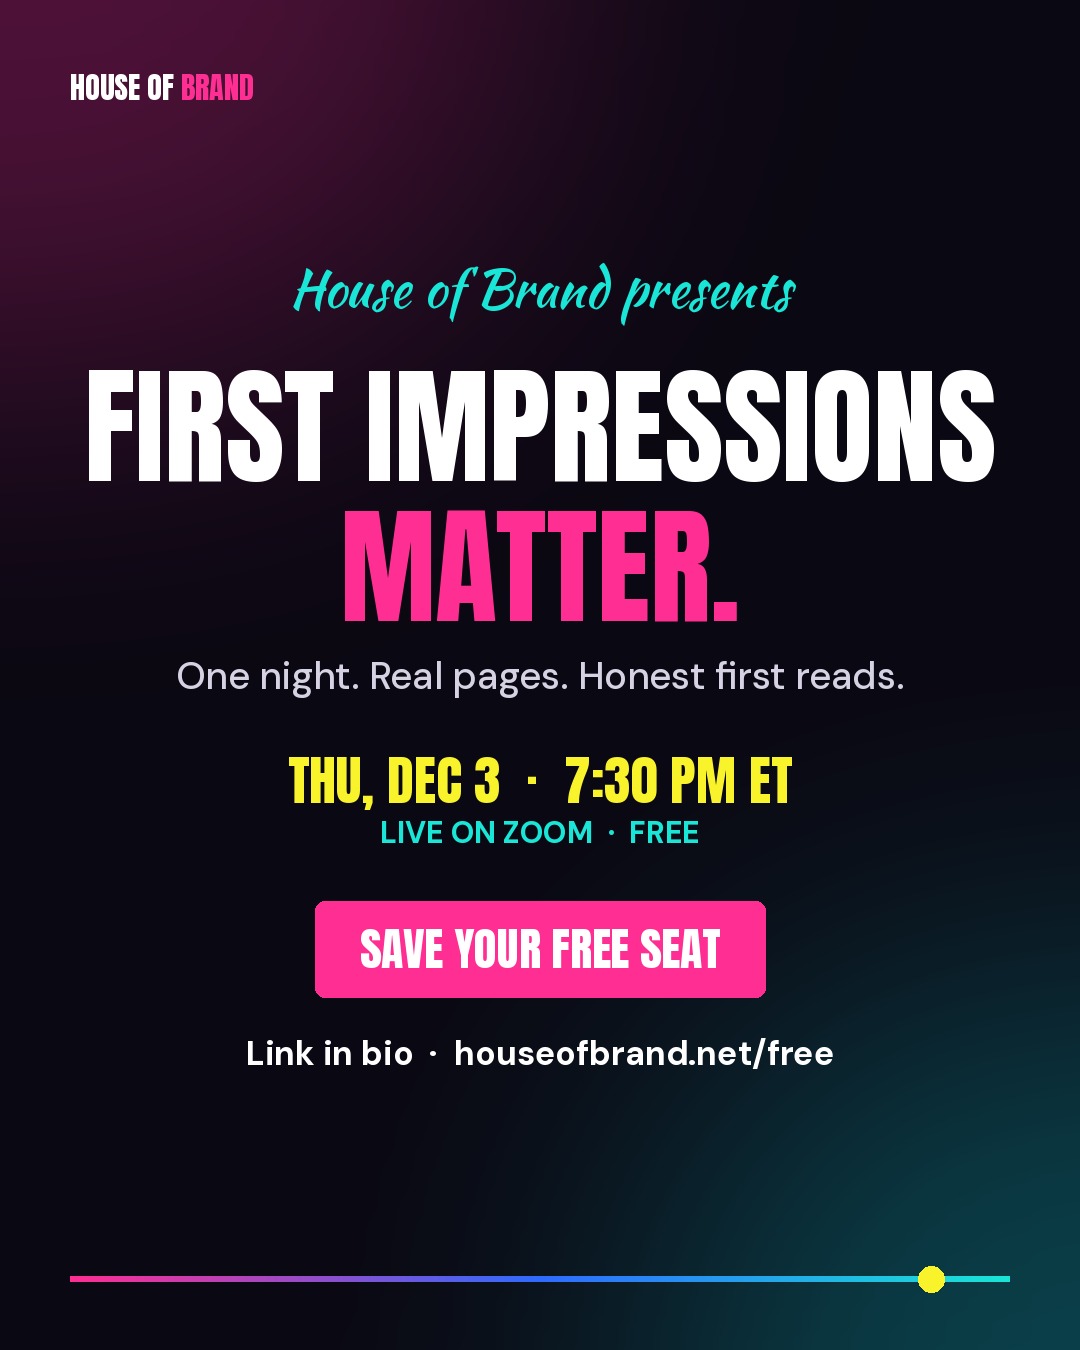 HOUSE OF BRAND
House of Brand presents
FIRST IMPRESSIONS
MATTER.
One night. Real pages. Honest first reads.
THU, DEC 3 · 7:30 PM ET
LIVE ON ZOOM · FREE
SAVE YOUR FREE SEAT
Link in bio · houseofbrand.net/free